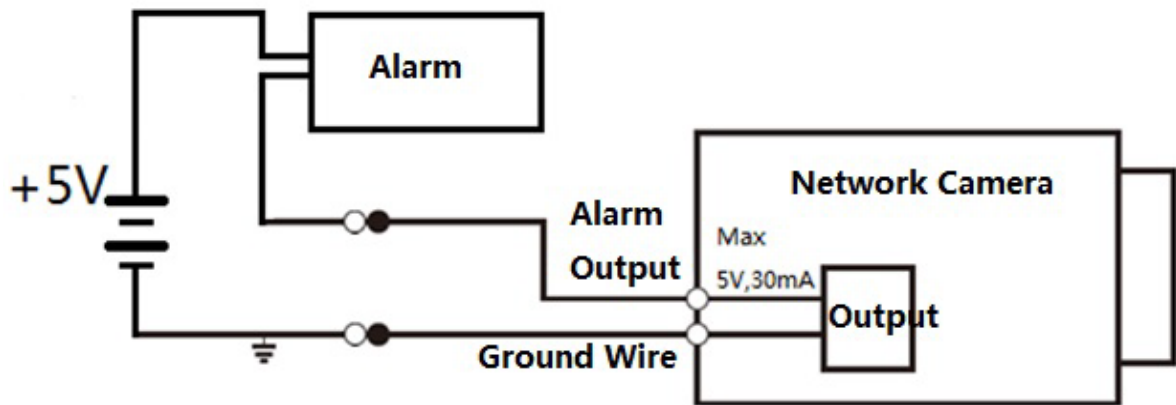 Alarm
+5V
Network Camera
Alarm
Output
Max
5V,30mA
Output
Ground Wire